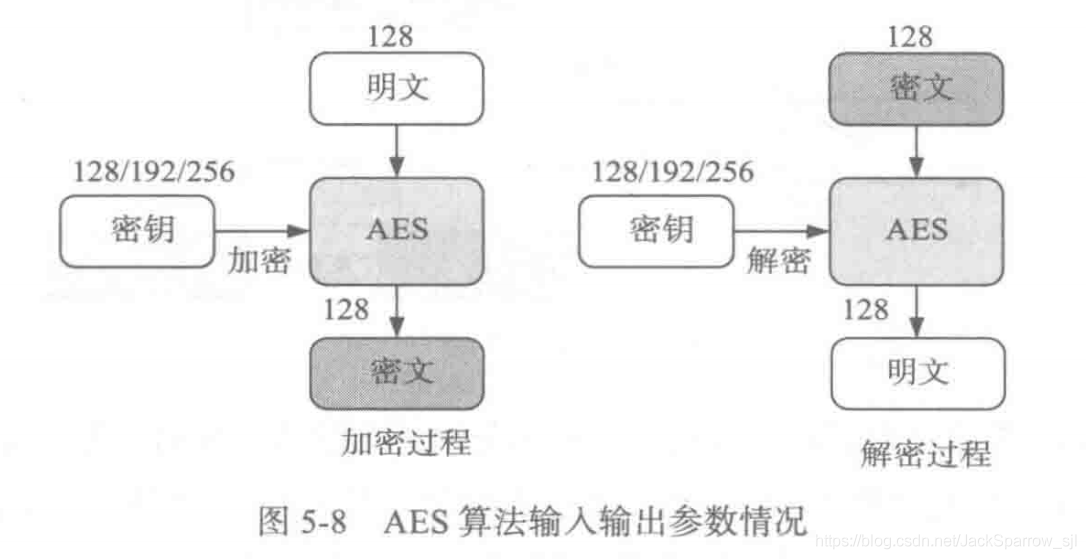 128
明文
128/192/256
密钥
加密
AES
128
密文
加密过程
128
密文
128/192/256
密钥
解密
AES
128
明文
解密过程
图 5-8 AES 算法输入输出参数情况
https://blog.csdn.net/JackSparrow_sjl